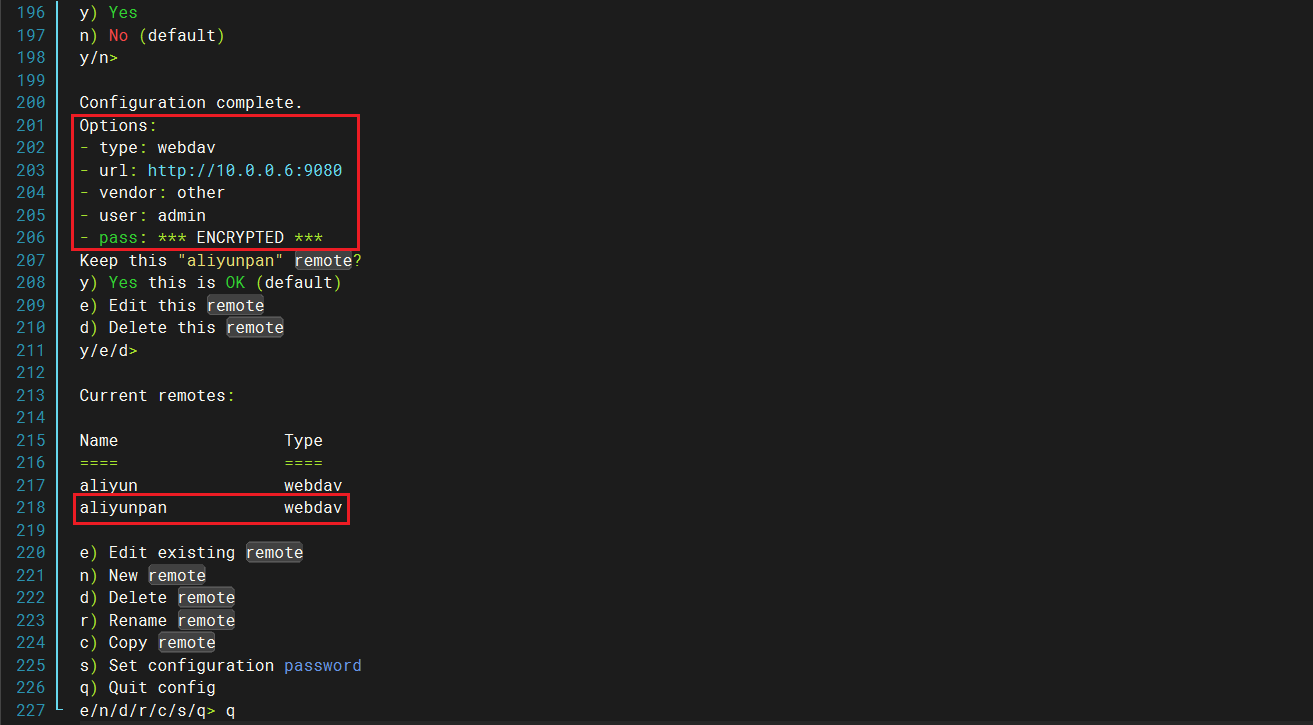 196 y) Yes
197 n) No (default)
198 y/n>
199
200 Configuration complete.
201 Options:
202 - type: webdav
203 - url: http://10.0.0.6:9080
204 - vendor: other
205 - user: admin
206 - pass: *** ENCRYPTED ***
207 Keep this "aliyunpan" remote?
208 y) Yes this is OK (default)
209 e) Edit this remote
210 d) Delete this remote
211 y/e/d>
212
213 Current remotes:
214
215 Name                 Type
216 ====                 ====
217 aliyun               webdav
218 aliyunpan            webdav
219
220 e) Edit existing remote
221 n) New remote
222 d) Delete remote
223 r) Rename remote
224 c) Copy remote
225 s) Set configuration password
226 q) Quit config
227 e/n/d/r/c/s/q> q